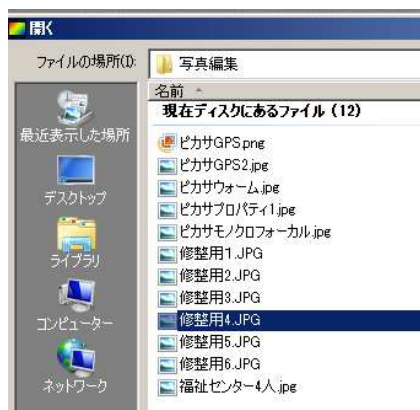 開く
ファイルの場所(I):
写真編集
最近表示した場所
デスクトップ
ライブラリ
コンピューター
ネットワーク
名前
現在ディスクにあるファイル (12)
ピカサGPS.png
ピカサGPS2.jpg
ピカサウォーム.jpg
ピカサプロパティ1.jpg
ピカサモノクロフォーカル.jpg
修整用1.JPG
修整用2.JPG
修整用3.JPG
修整用4.JPG
修整用5.JPG
修整用6.JPG
福祉センター4人.jpg